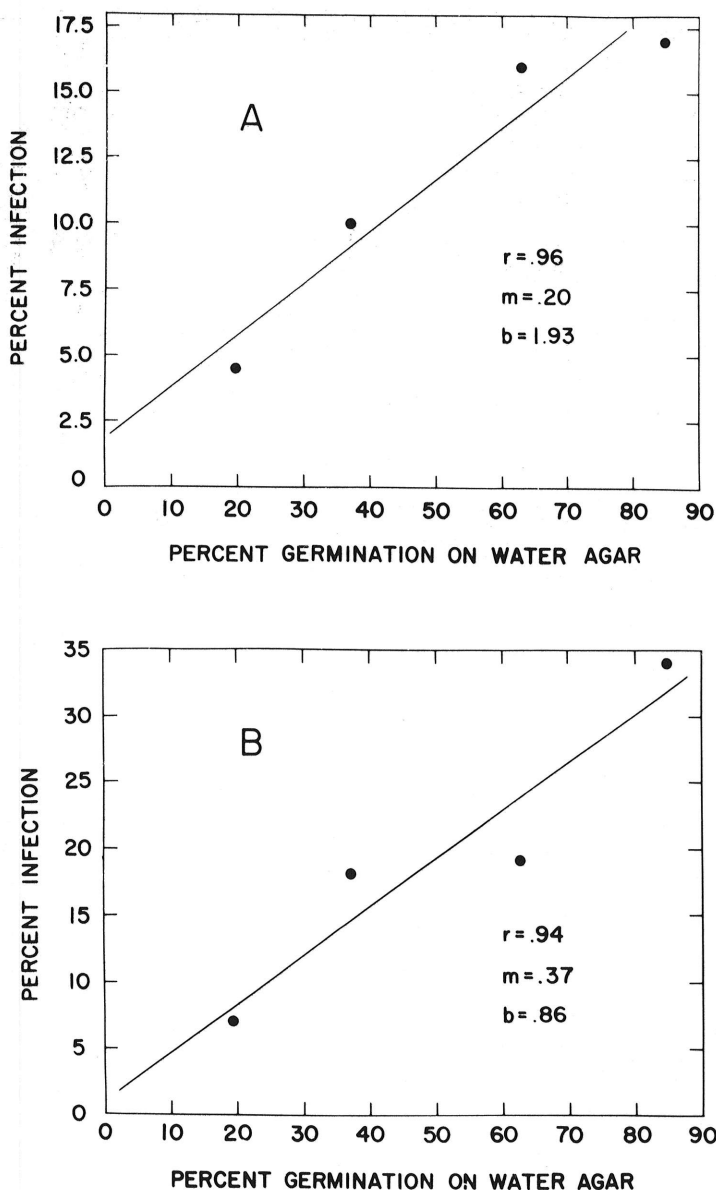 17.5
15.0
12.5
10.0
7.5
5.0
2.5
0
PERCENT INFECTION
A
r = .96
m = .20
b = 1.93
0 10 20 30 40 50 60 70 80 90
PERCENT GERMINATION ON WATER AGAR
35
30
25
20
15
10
5
0
PERCENT INFECTION
B
r = .94
m = .37
b = .86
0 10 20 30 40 50 60 70 80 90
PERCENT GERMINATION ON WATER AGAR